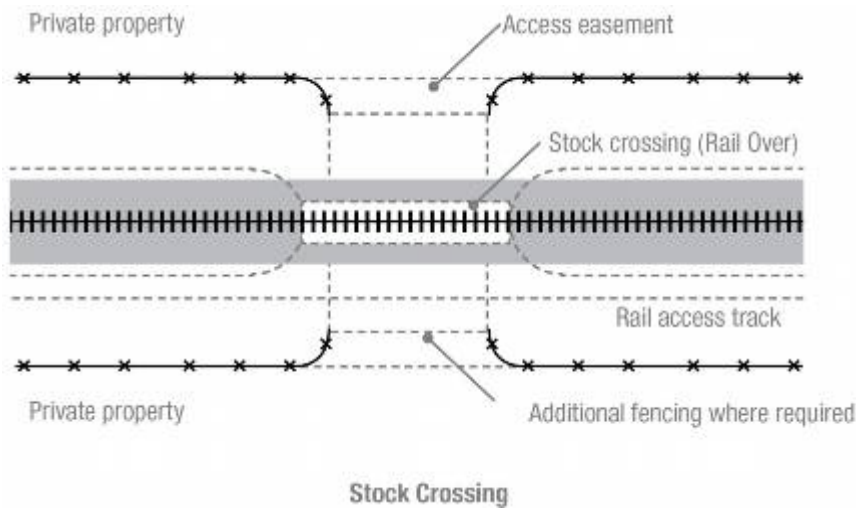 Private property
Access easement
Stock crossing (Rail Over)
Rail access track
Private property
Additional fencing where required
Stock Crossing